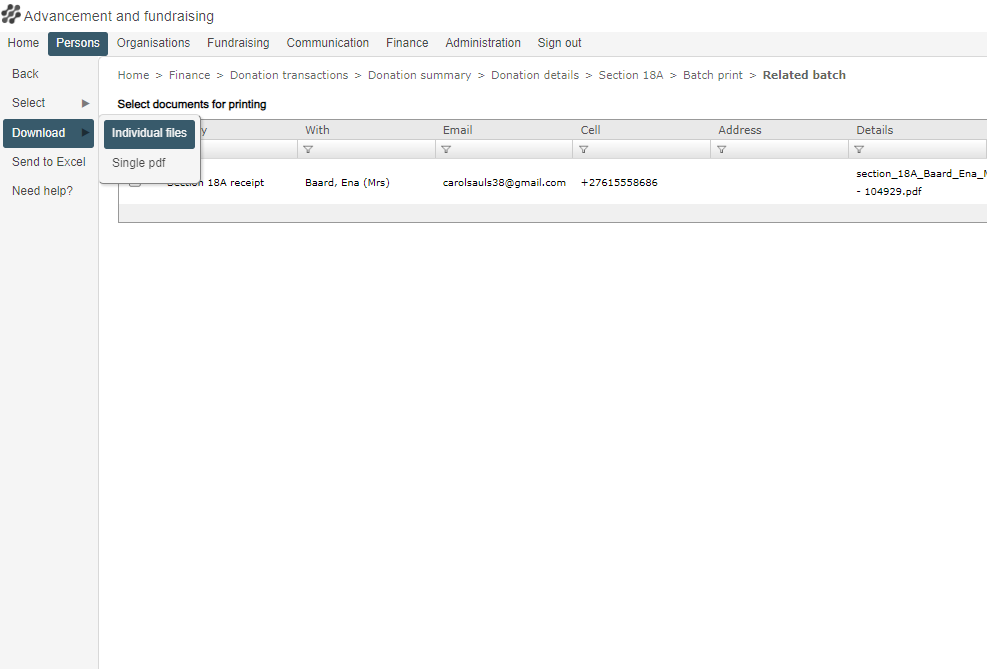 Advancement and fundraising
Home Persons Organisations Fundraising Communication Finance Administration Sign out
Back
Select
Download
Send to Excel
Need help?
Individual files
Single pdf
Home > Finance > Donation transactions > Donation summary > Donation details > Section 18A > Batch print > Related batch
Select documents for printing
With Email Cell Address Details
Section 18A receipt Baard, Ena (Mrs) carolsauls38@gmail.com +27615558686
section_18A_Baard_Ena_M
- 104929.pdf